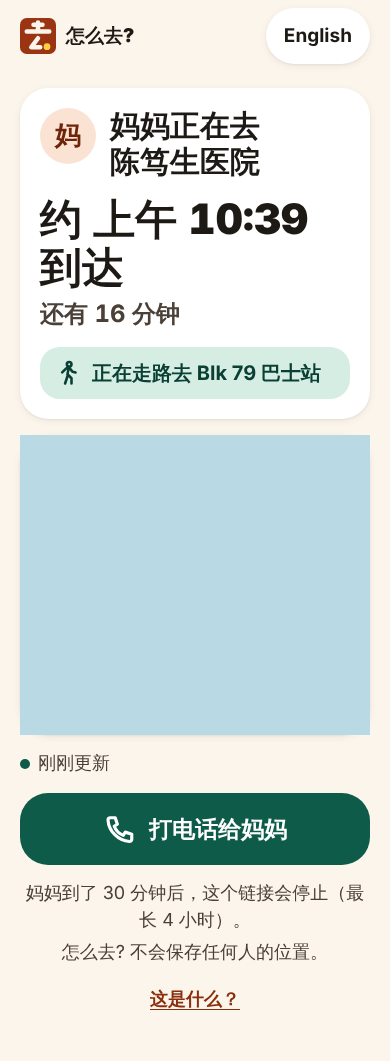 去
怎么去?
English
妈
妈妈正在去
陈笃生医院
约 上午 10:39
到达
还有 16 分钟
正在走路去 Blk 79 巴士站
刚刚更新
打电话给妈妈
妈妈到了 30 分钟后，这个链接会停止（最
长 4 小时）。
怎么去? 不会保存任何人的位置。
这是什么？